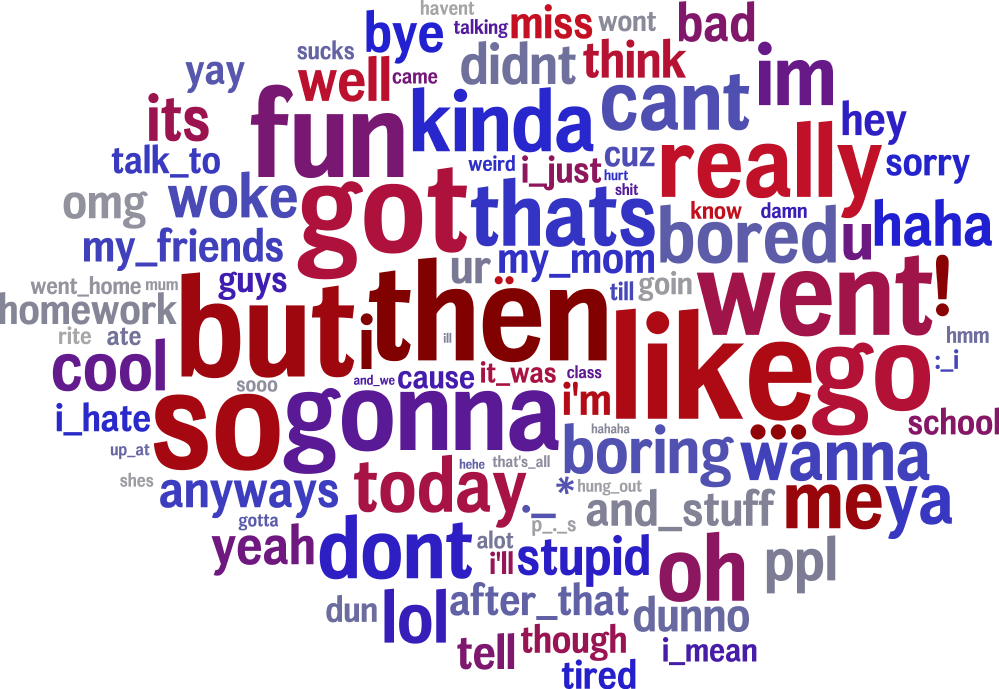 havent
bye talking miss wont bad
sucks didnt think
yay well came im
its fun kinda cant hey
talk_to weird i_just cuz really sorry
hurt
shit
omg woke got thats know damn haha
my_friends bored u
ur my_mom
went_home mum guys till goin went !
homework but i then ë like
rite ate ill hmm
cool sooo and_we cause it_was class go :_i
i_hate so gonna i'm ... school
hahaha
up_at boring wanna
hehe that's_all
shes anyways today ._ * hung_out me ya
gotta p_._s and_stuff
yeah dont alot i'll stupid oh ppl
dun lol after_that dunno
tell though i_mean
tired